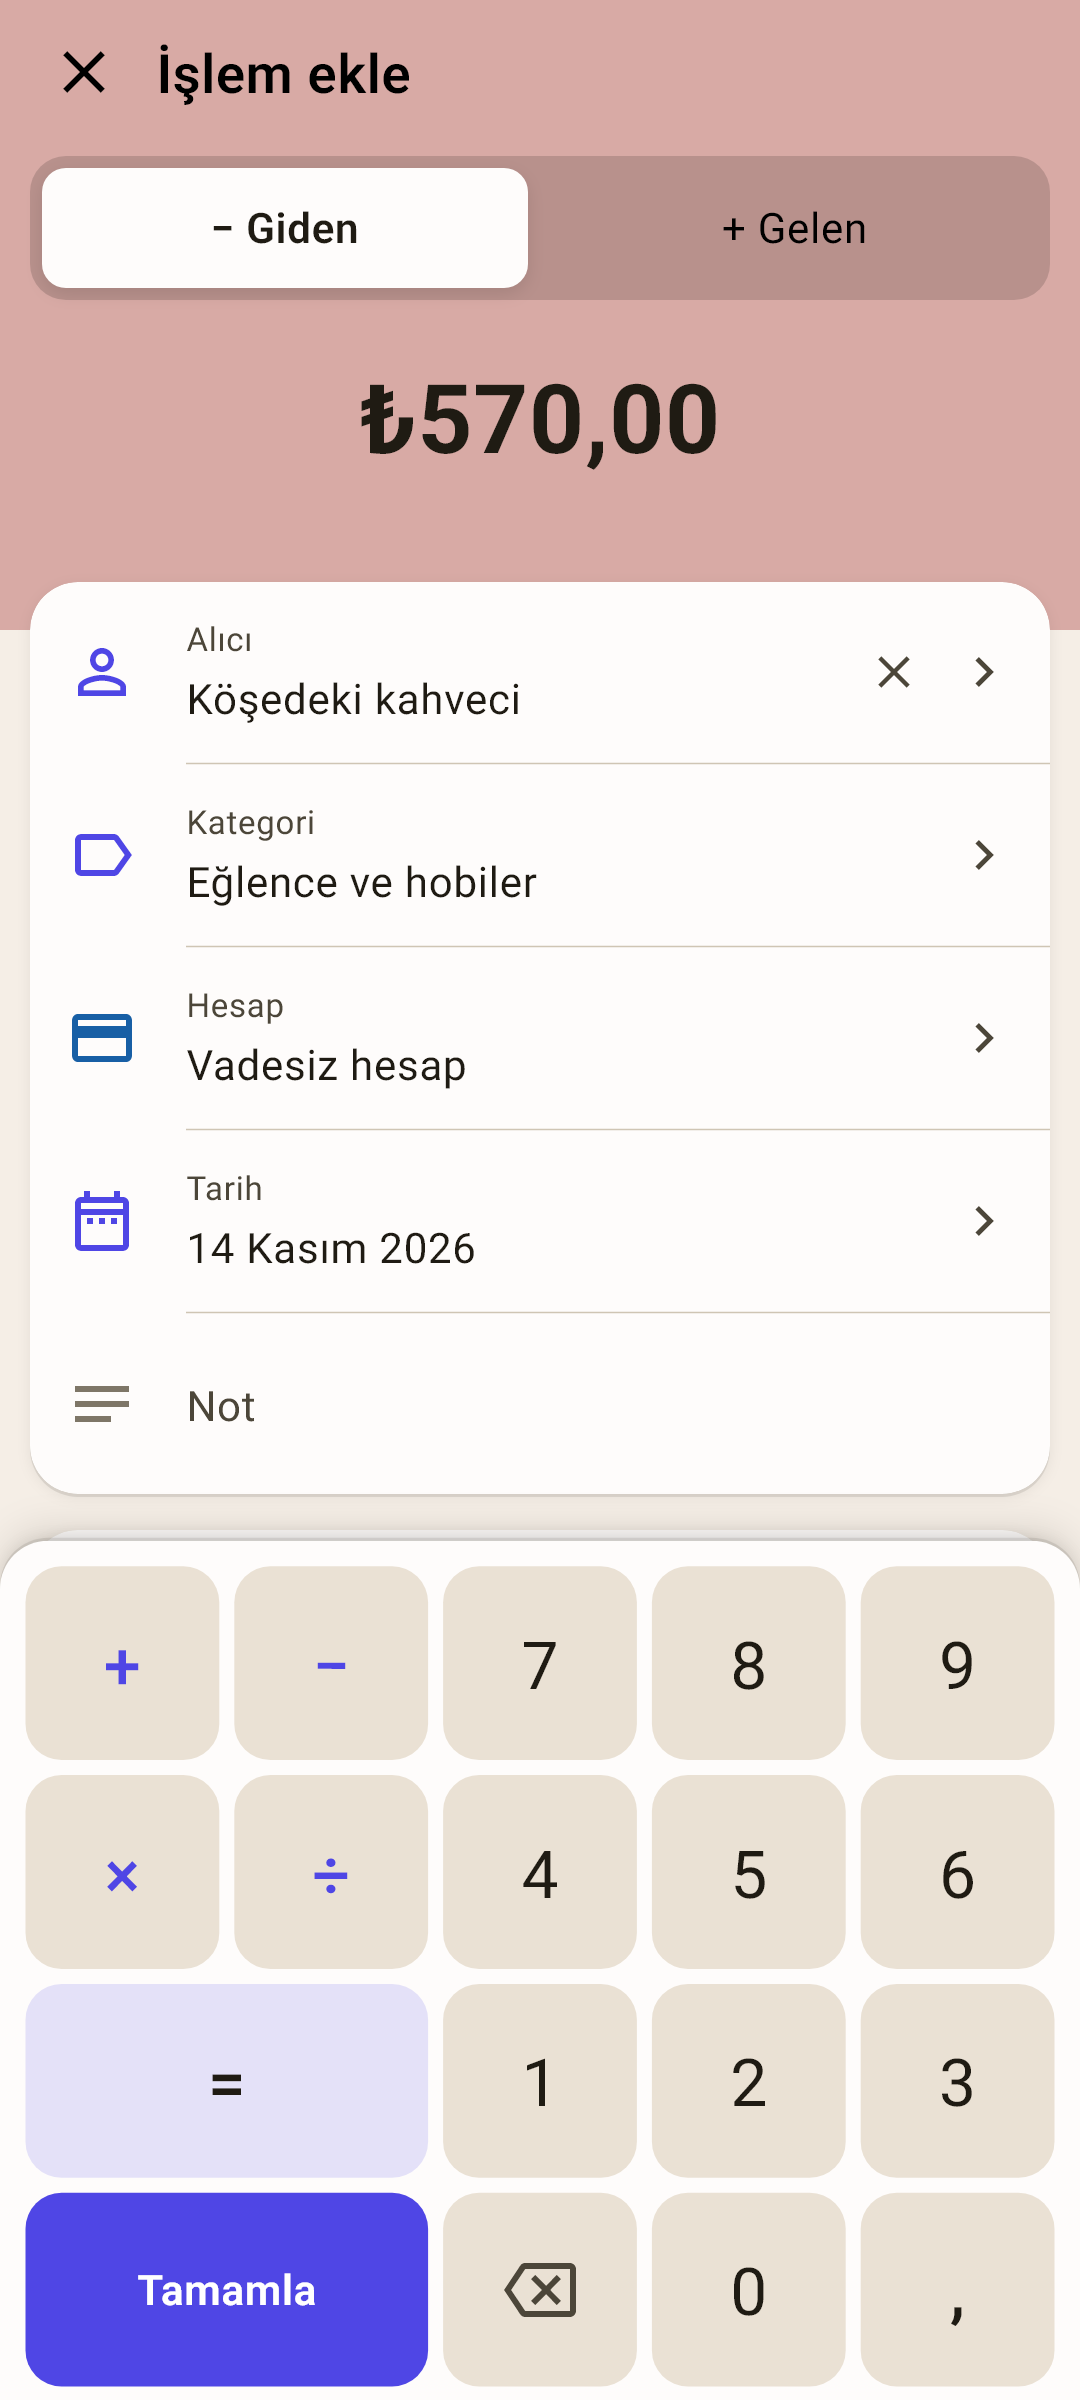 İşlem ekle
− Giden
+ Gelen
₺570,00
Alıcı
Köşedeki kahveci
Kategori
Eğlence ve hobiler
Hesap
Vadesiz hesap
Tarih
14 Kasım 2026
Not
+ − 7 8 9
× ÷ 4 5 6
= 1 2 3
Tamamla 0 ,